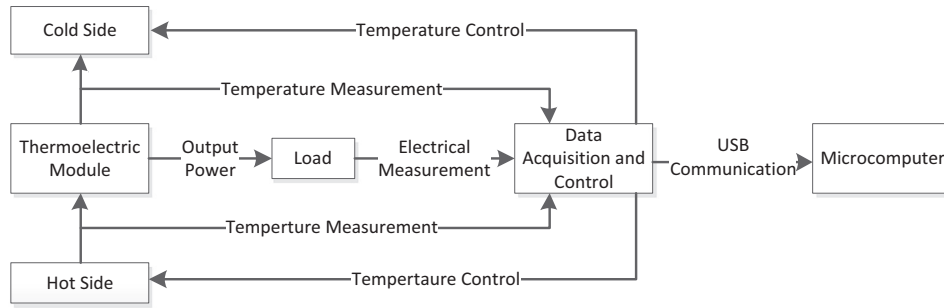 Cold Side
Temperature Control
Temperature Measurement
Thermoelectric
Module
Output
Power
Load
Electrical
Measurement
Data
Acquisition and
Control
USB
Communication
Microcomputer
Temperture Measurement
Hot Side
Tempertaure Control